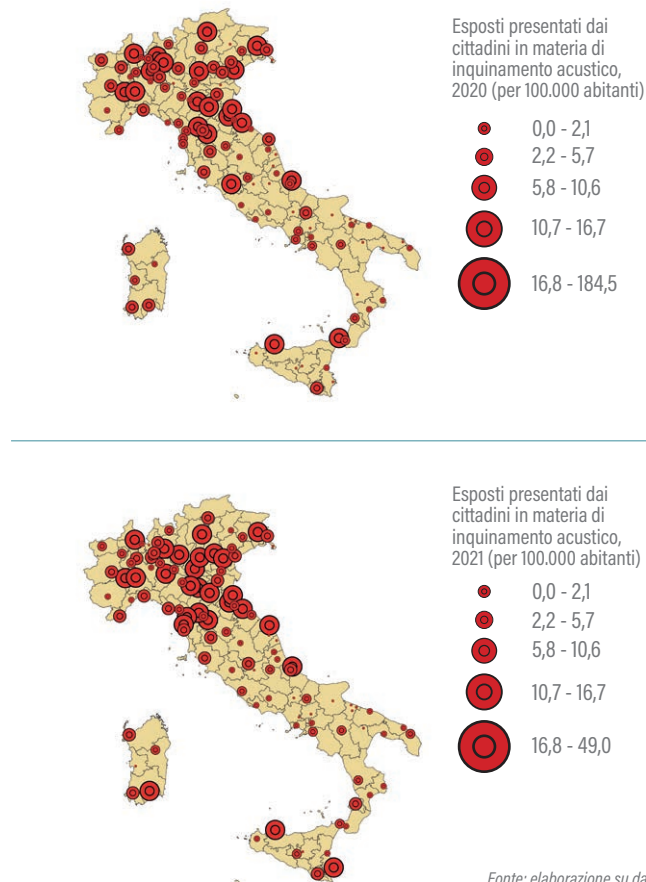 Esposti presentati dai
cittadini in materia di
inquinamento acustico,
2020 (per 100.000 abitanti)
0,0 - 2,1
2,2 - 5,7
5,8 - 10,6
10,7 - 16,7
16,8 - 184,5
Esposti presentati dai
cittadini in materia di
inquinamento acustico,
2021 (per 100.000 abitanti)
0,0 - 2,1
2,2 - 5,7
5,8 - 10,6
10,7 - 16,7
16,8 - 49,0
Fonte: elaborazione su da